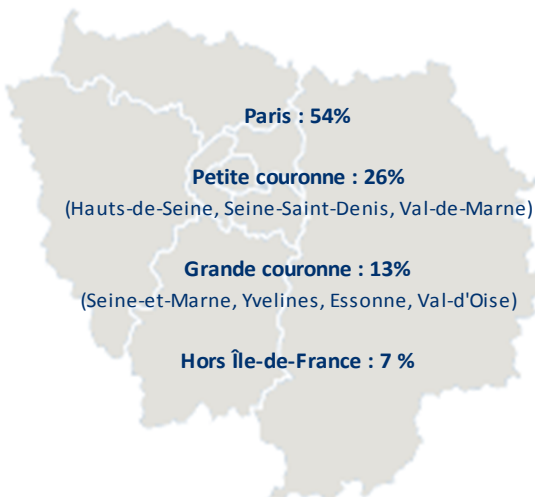 Paris : 54%
Petite couronne : 26%
(Hauts-de-Seine, Seine-Saint-Denis, Val-de-Marne)
Grande couronne : 13%
(Seine-et-Marne, Yvelines, Essonne, Val-d'Oise)
Hors Île-de-France : 7 %